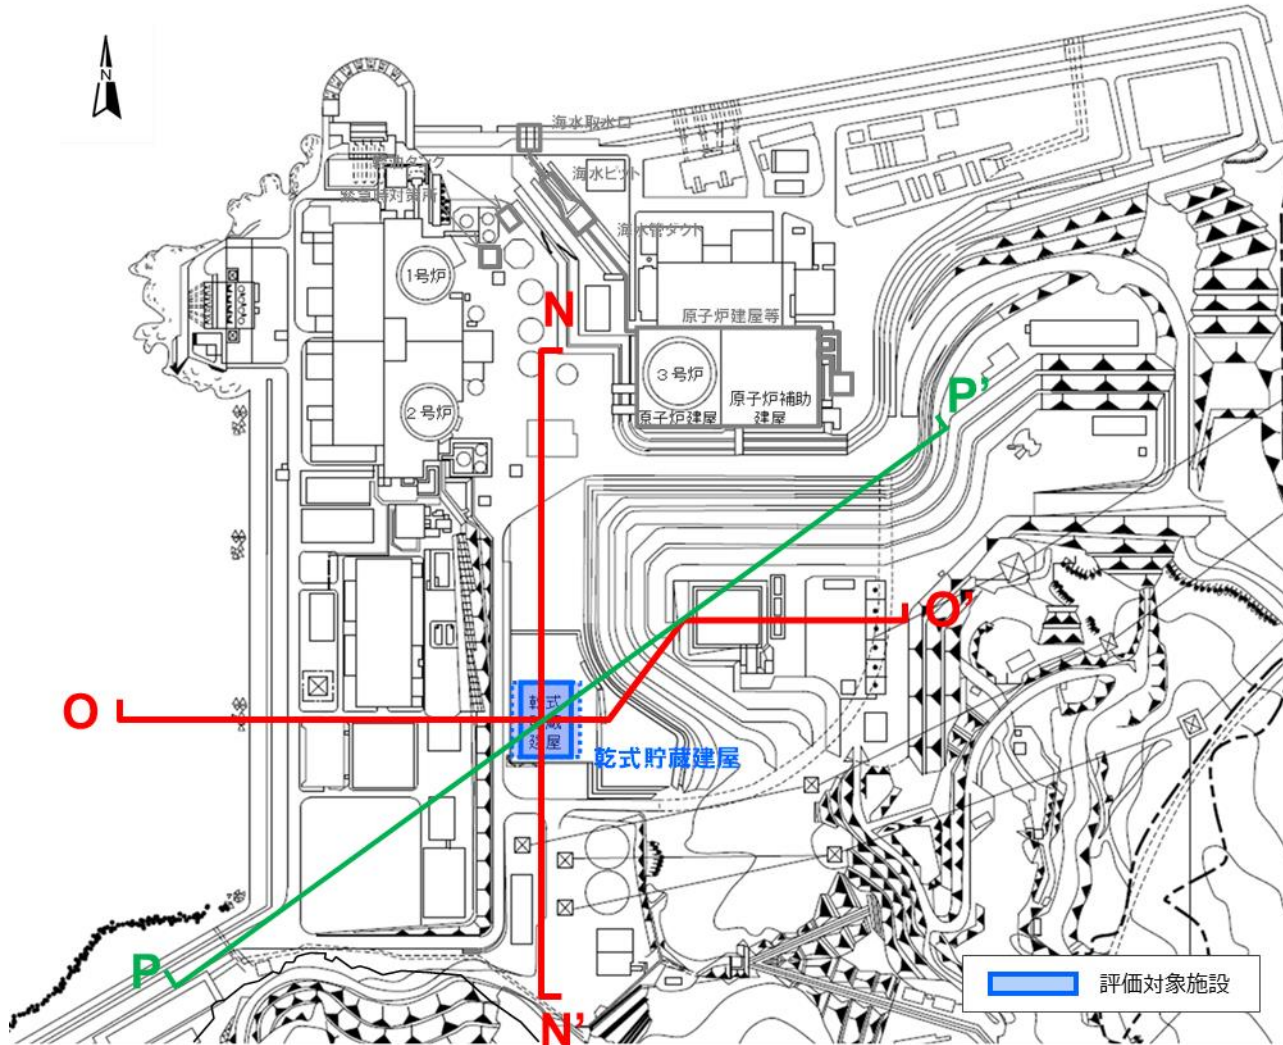 N
海水取水口
海水ピット
緊急時対策所
海水管ダクト
1号炉
N
原子炉建屋等
3号炉
原子炉補助
建屋
原子炉建屋
2号炉
P'
O'
O
乾式
貯蔵
建屋
乾式貯蔵建屋
P
N'
評価対象施設